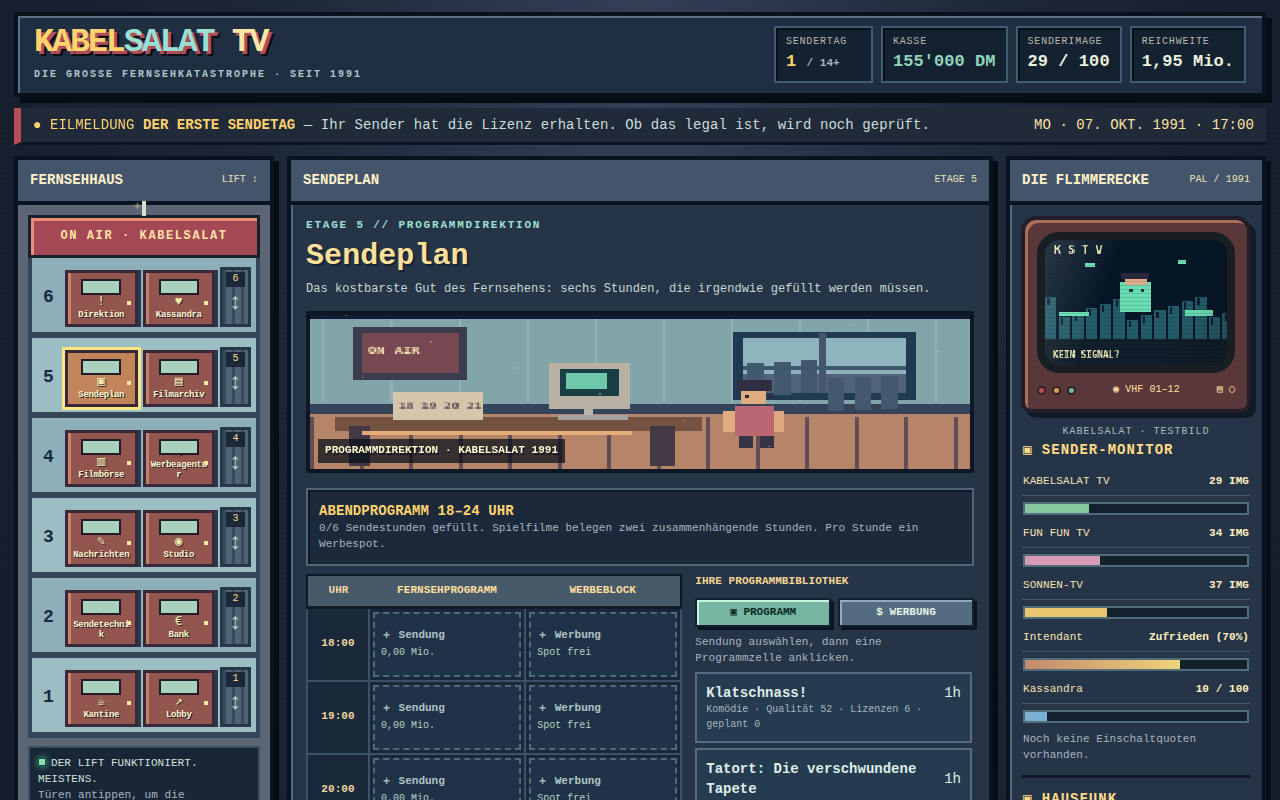 KABELSALAT TV
DIE GROSSE FERNSEHKATASTROPHE · SEIT 1991
SENDERTAG
1 / 14+
KASSE
155'000 DM
SENDERIMAGE
29 / 100
REICHWEITE
1,95 Mio.
● EILMELDUNG DER ERSTE SENDETAG — Ihr Sender hat die Lizenz erhalten. Ob das legal ist, wird noch geprüft.
MO · 07. OKT. 1991 · 17:00
FERNSEHHAUS
LIFT ↕
ON AIR · KABELSALAT
6
! Direktion
♥ Kassandra
6
↕
5
▣ Sendeplan
▤ Filmarchiv
5
↕
4
▥ Filmbörse
Werbeagentu
r
4
↕
3
✎ Nachrichten
◉ Studio
3
↕
2
Sendetechni
k
€ Bank
2
↕
1
☕ Kantine
↗ Lobby
1
↕
DER LIFT FUNKTIONIERT.
MEISTENS.
Türen antippen, um die
SENDEPLAN
ETAGE 5
ETAGE 5 // PROGRAMMDIREKTION
Sendeplan
Das kostbarste Gut des Fernsehens: sechs Stunden, die irgendwie gefüllt werden müssen.
ON AIR
18 19 20 21
PROGRAMMDIREKTION · KABELSALAT 1991
ABENDPROGRAMM 18–24 UHR
0/6 Sendestunden gefüllt. Spielfilme belegen zwei zusammenhängende Stunden. Pro Stunde ein
Werbespot.
UHR
FERNSEHPROGRAMM
WERBEBLOCK
18:00
+ Sendung
0,00 Mio.
+ Werbung
Spot frei
19:00
+ Sendung
0,00 Mio.
+ Werbung
Spot frei
20:00
+ Sendung
0,00 Mio.
+ Werbung
Spot frei
IHRE PROGRAMMBIBLIOTHEK
▣ PROGRAMM
$ WERBUNG
Sendung auswählen, dann eine
Programmzelle anklicken.
Klatschnass!
1h
Komödie · Qualität 52 · Lizenzen 6 ·
geplant 0
Tatort: Die verschwundene
Tapete
1h
DIE FLIMMERECKE
PAL / 1991
KSTV
KEIN SIGNAL?
◉ VHF 01–12
▤ ○
KABELSALAT · TESTBILD
▣ SENDER-MONITOR
KABELSALAT TV
29 IMG
FUN FUN TV
34 IMG
SONNEN-TV
37 IMG
Intendant
Zufrieden (70%)
Kassandra
10 / 100
Noch keine Einschaltquoten
vorhanden.
▣ HAUSFUNK